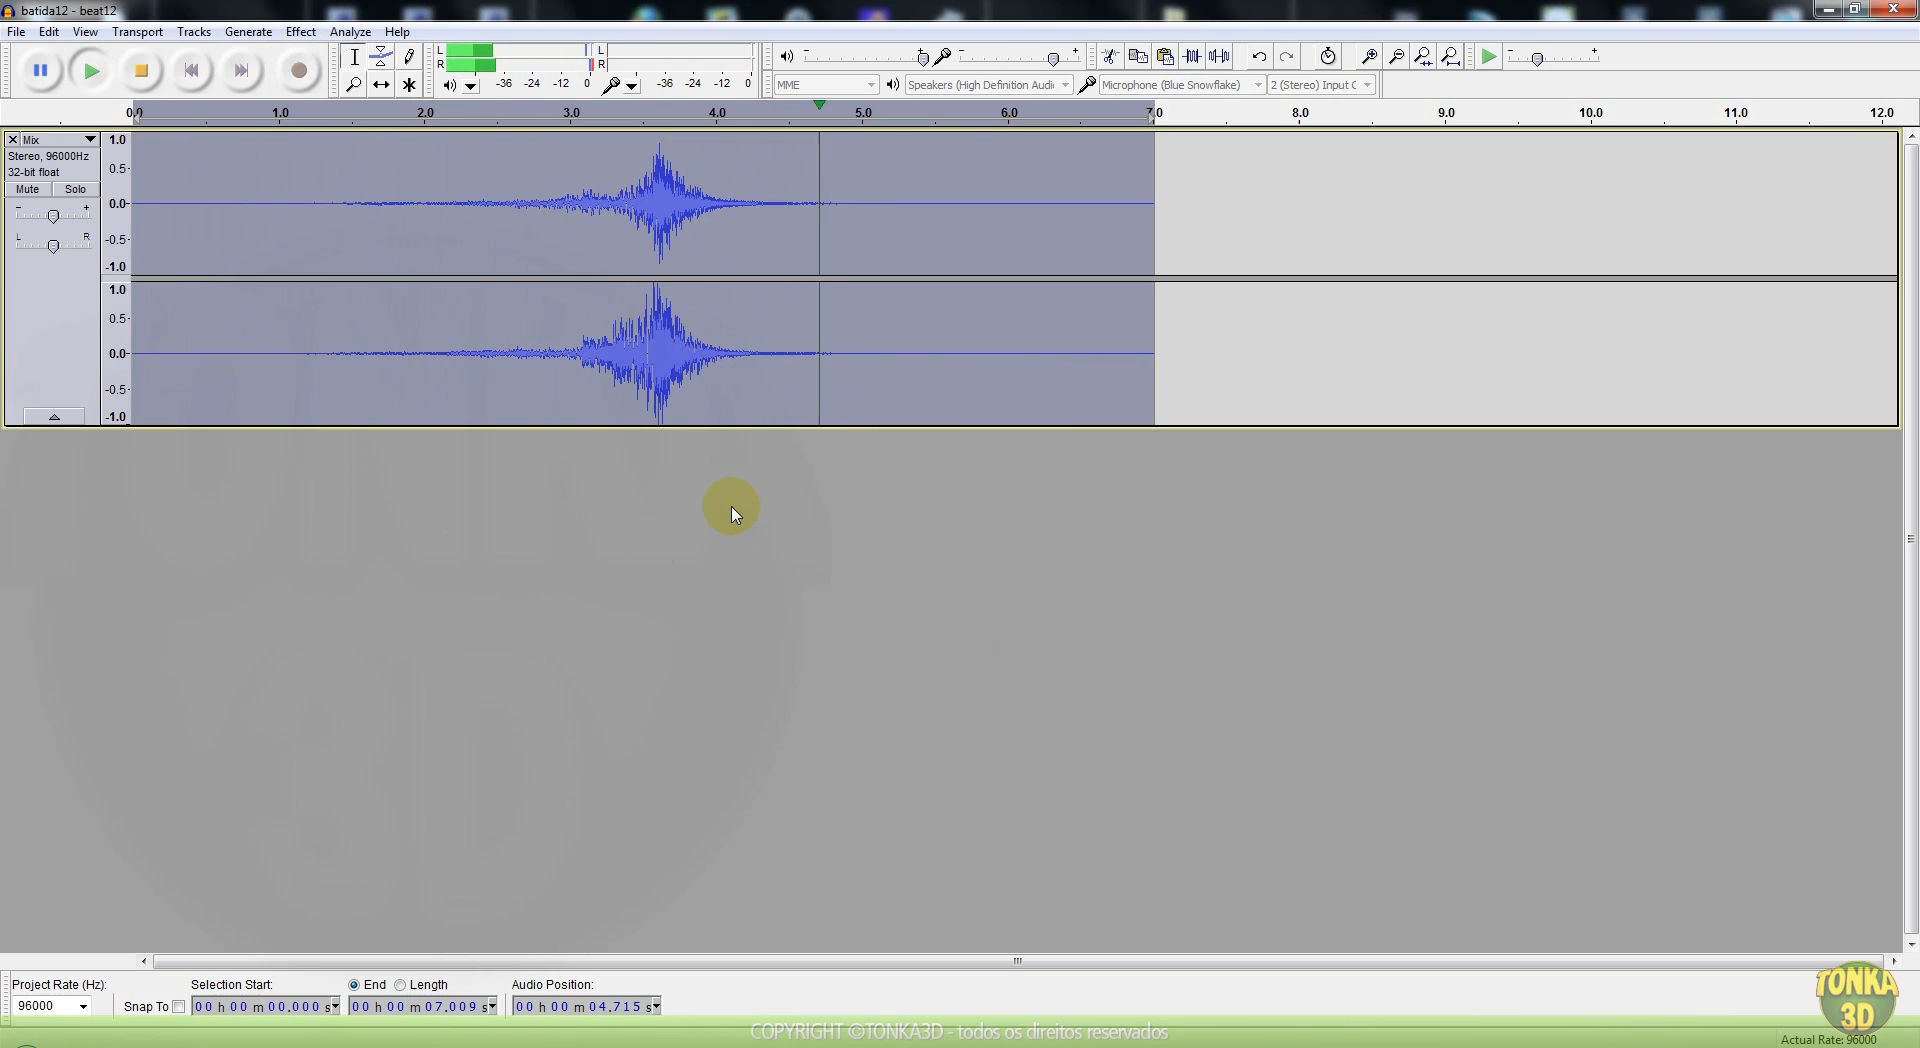 batida12 - beat12
File Edit View Transport Tracks Generate Effect Analyze Help
L L
R R
-36 -24 -12 0 -36 -24 -12 0
MME Speakers (High Definition Audi Microphone (Blue Snowflake) 2 (Stereo) Input C
0.0 1.0 2.0 3.0 4.0 5.0 6.0 7.0 8.0 9.0 10.0 11.0 12.0
Mix
Stereo, 96000Hz
32-bit float
Mute Solo
- +
L R
1.0
0.5
0.0
-0.5
-1.0
1.0
0.5
0.0
-0.5
-1.0
Project Rate (Hz):
96000
Snap To
Selection Start:
00 h 00 m 00.000 s
End Length
00 h 00 m 07.009 s
Audio Position:
00 h 00 m 04.715 s
TONKA
3D
COPYRIGHT ©TONKA3D - todos os direitos reservados
Actual Rate: 96000